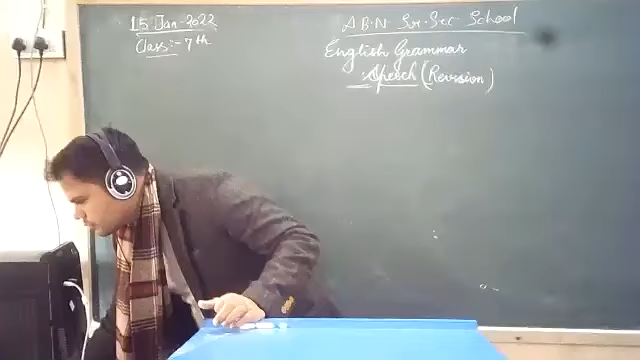 15 Jan 2022
Class:- 7th
A.B.N. Sr. Sec. School
English Grammar
Speech (Revision)